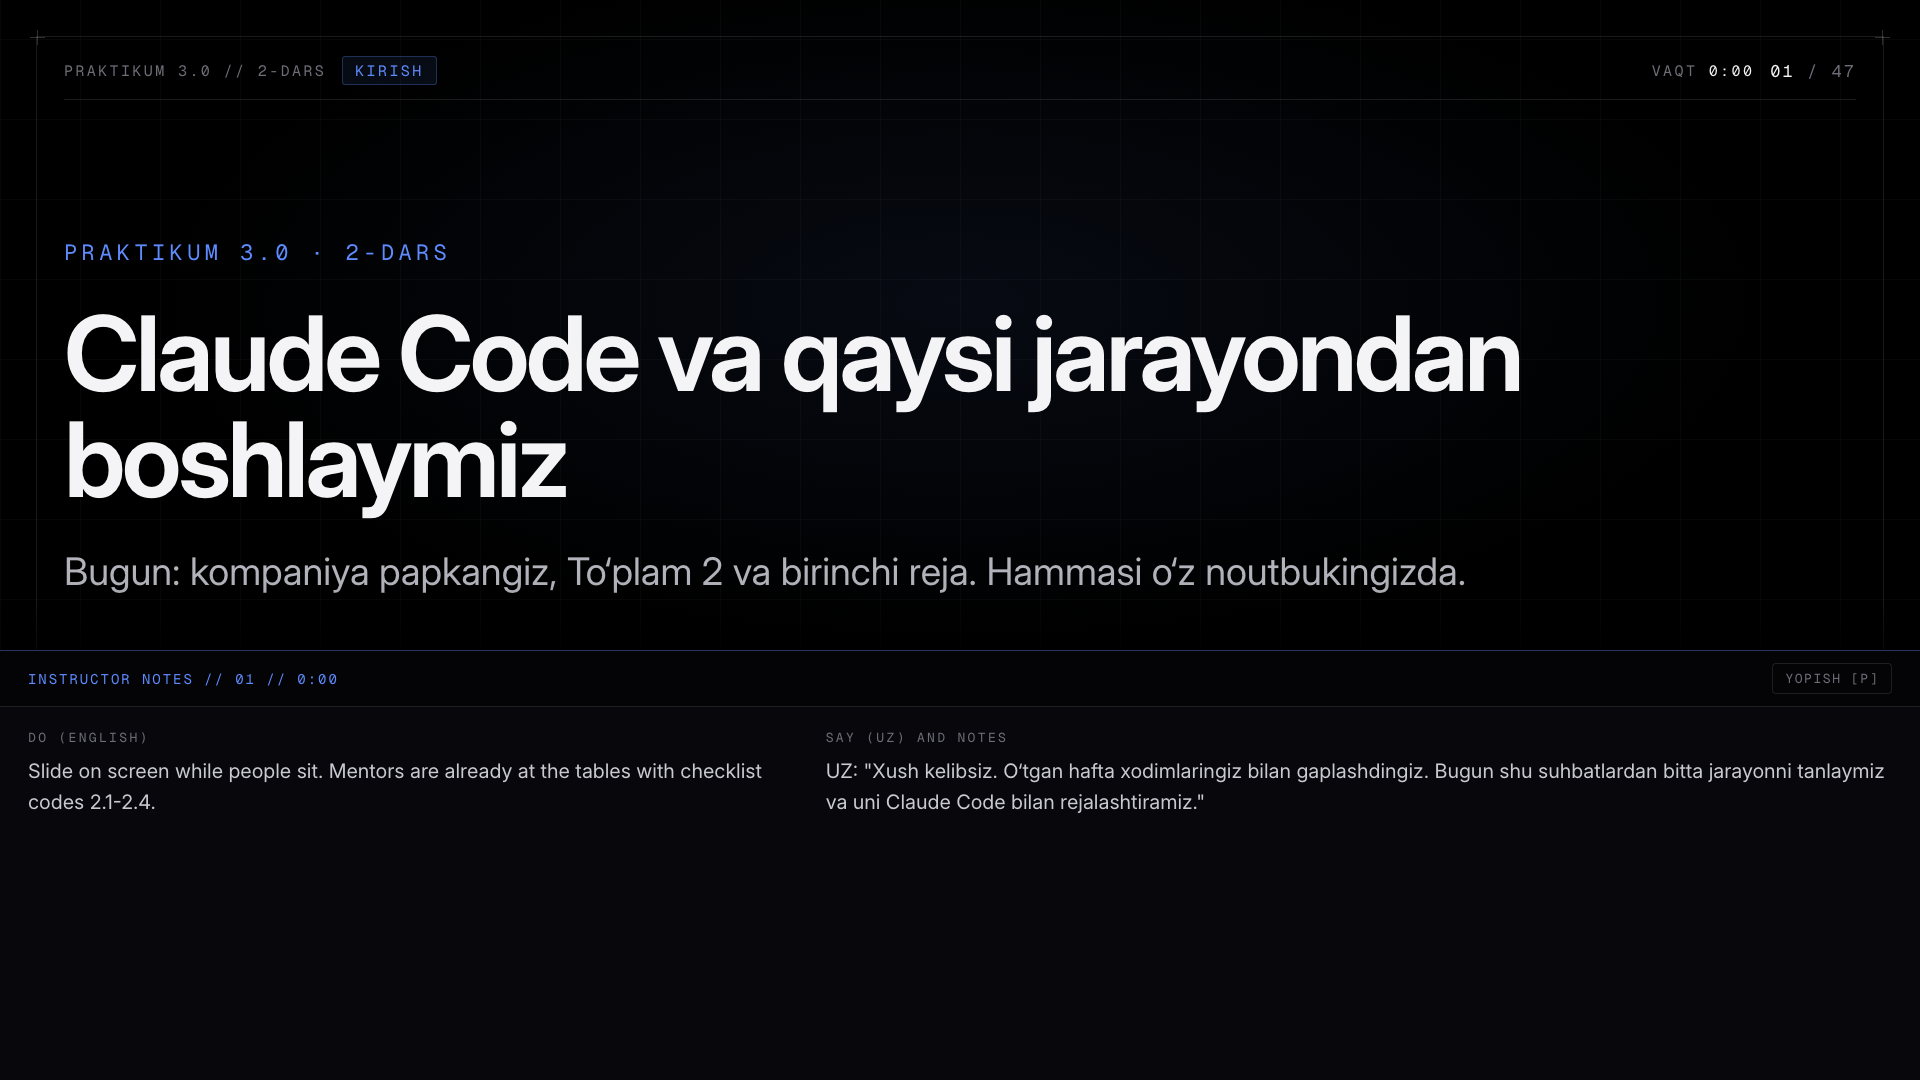 PRAKTIKUM 3.0 // 2-DARS KIRISH VAQT 0:00 01 / 47
PRAKTIKUM 3.0 · 2-DARS
Claude Code va qaysi jarayondan
boshlaymiz
Bugun: kompaniya papkangiz, Toʻplam 2 va birinchi reja. Hammasi oʻz noutbukingizda.
INSTRUCTOR NOTES // 01 // 0:00 YOPISH [P]
DO (ENGLISH)
Slide on screen while people sit. Mentors are already at the tables with checklist
codes 2.1-2.4.
SAY (UZ) AND NOTES
UZ: "Xush kelibsiz. Oʻtgan hafta xodimlaringiz bilan gaplashdingiz. Bugun shu suhbatlardan bitta jarayonni tanlaymiz
va uni Claude Code bilan rejalashtiramiz."